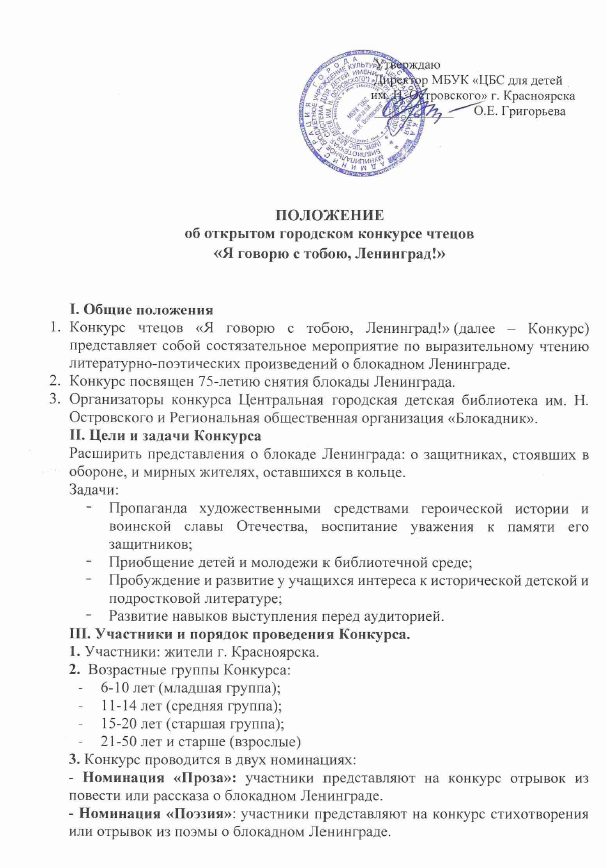 Утверждаю
Директор МБУК «ЦБС для детей
им. Н. Островского» г. Красноярска
О.Е. Григорьева
ПОЛОЖЕНИЕ
об открытом городском конкурсе чтецов
«Я говорю с тобою, Ленинград!»
I. Общие положения
1. Конкурс чтецов «Я говорю с тобою, Ленинград!» (далее – Конкурс)
представляет собой состязательное мероприятие по выразительному чтению
литературно-поэтических произведений о блокадном Ленинграде.
2. Конкурс посвящен 75-летию снятия блокады Ленинграда.
3. Организаторы конкурса Центральная городская детская библиотека им. Н.
Островского и Региональная общественная организация «Блокадник».
II. Цели и задачи Конкурса
Расширить представления о блокаде Ленинграда: о защитниках, стоявших в
обороне, и мирных жителях, оставшихся в кольце.
Задачи:
- Пропаганда художественными средствами героической истории и
воинской славы Отечества, воспитание уважения к памяти его
защитников;
- Приобщение детей и молодежи к библиотечной среде;
- Пробуждение и развитие у учащихся интереса к исторической детской и
подростковой литературе;
- Развитие навыков выступления перед аудиторией.
III. Участники и порядок проведения Конкурса.
1. Участники: жители г. Красноярска.
2. Возрастные группы Конкурса:
- 6-10 лет (младшая группа);
- 11-14 лет (средняя группа);
- 15-20 лет (старшая группа);
- 21-50 лет и старше (взрослые)
3. Конкурс проводится в двух номинациях:
- Номинация «Проза»: участники представляют на конкурс отрывок из
повести или рассказа о блокадном Ленинграде.
- Номинация «Поэзия»: участники представляют на конкурс стихотворения
или отрывок из поэмы о блокадном Ленинграде.